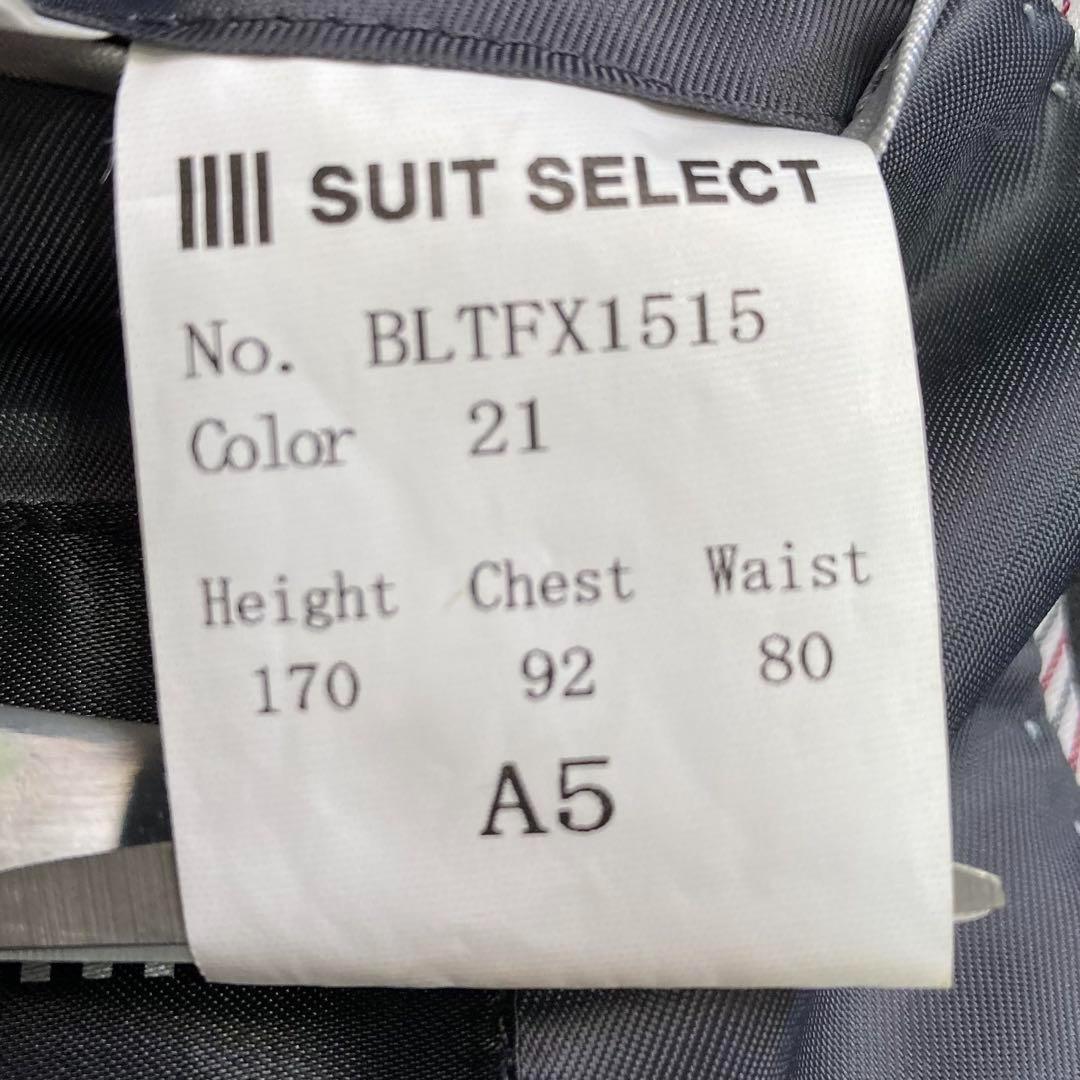 SUIT SELECT
No. BLTFX1515
Color 21
Height Chest Waist
170 92 80
A5